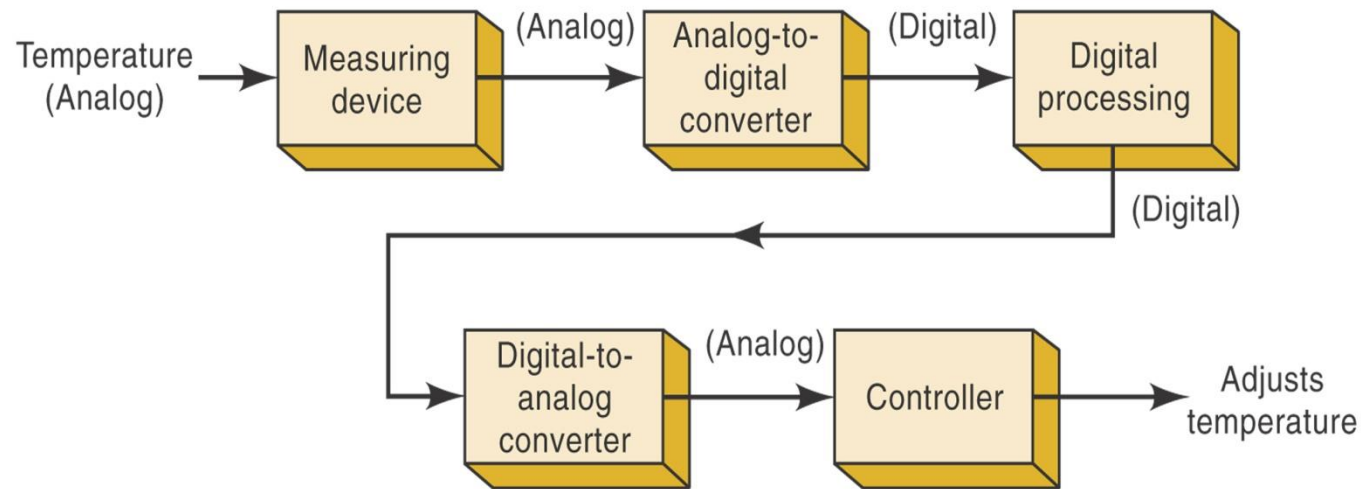 Temperature
(Analog)
Measuring
device
(Analog)
Analog-to-
digital
converter
(Digital)
Digital
processing
(Digital)
Digital-to-
analog
converter
(Analog)
Controller
Adjusts
temperature